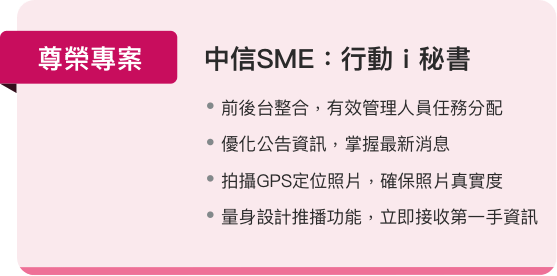 尊榮專案
中信SME：行動ｉ秘書
• 前後台整合，有效管理人員任務分配
• 優化公告資訊，掌握最新消息
• 拍攝GPS定位照片，確保照片真實度
• 量身設計推播功能，立即接收第一手資訊